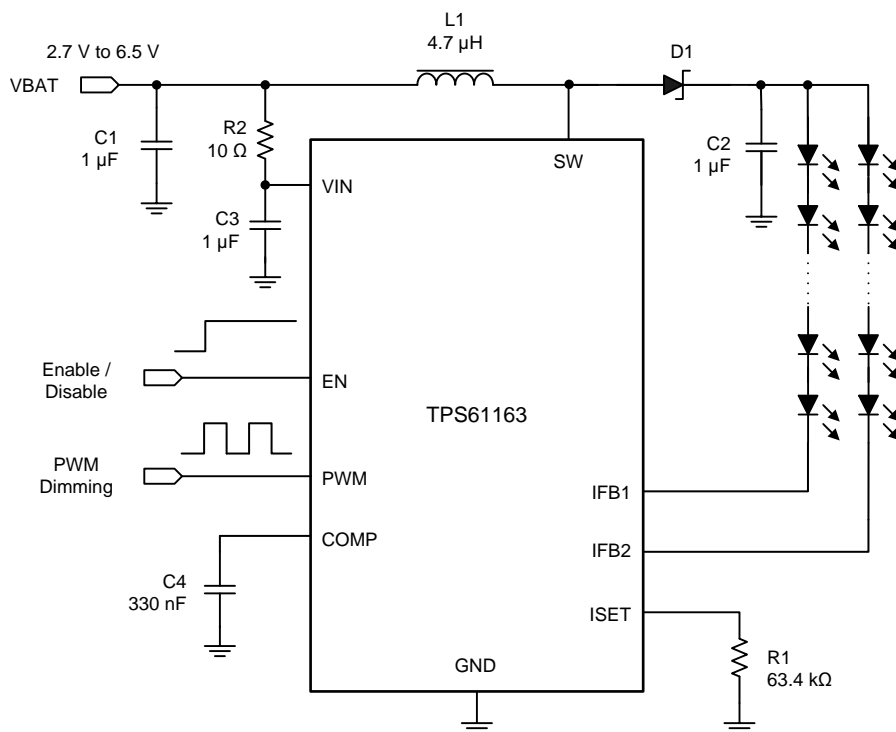 L1
4.7 µH
2.7 V to 6.5 V
VBAT
D1
C1
1 µF
R2
10 Ω
C2
1 µF
SW
VIN
C3
1 µF
Enable /
Disable
EN
TPS61163
PWM
Dimming
PWM
IFB1
COMP
IFB2
C4
330 nF
ISET
GND
R1
63.4 kΩ